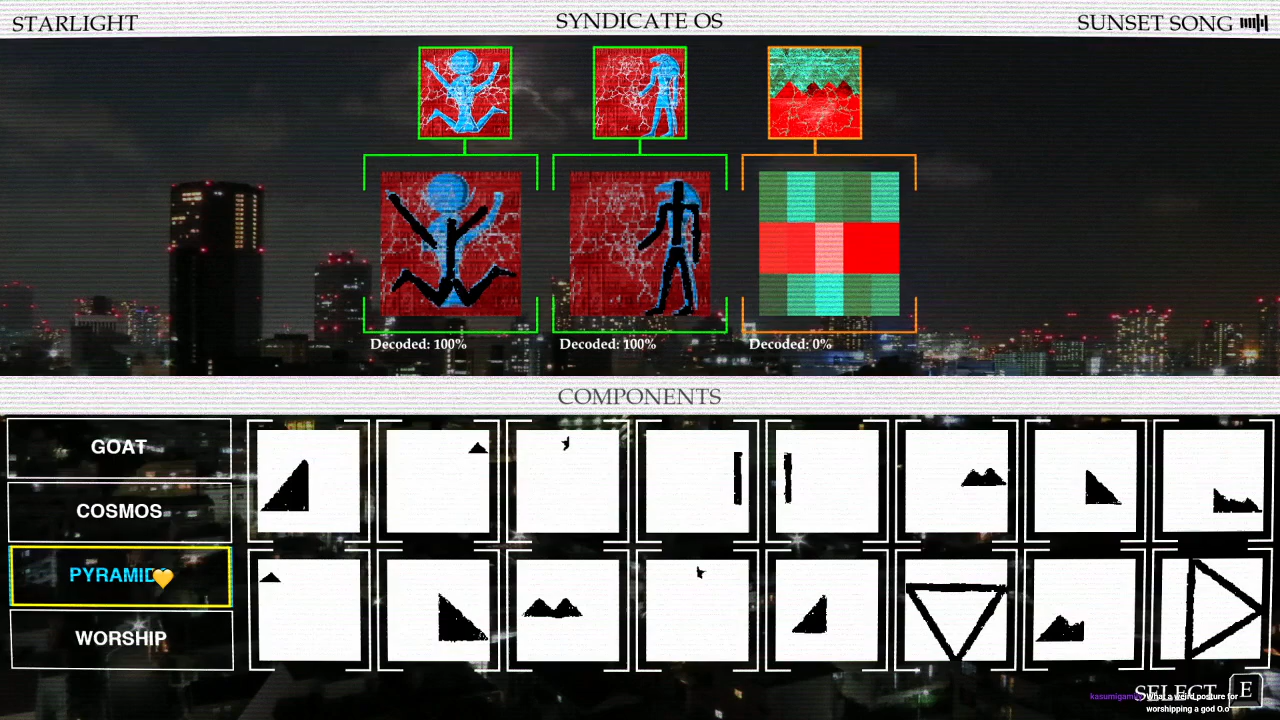 STARLIGHT
SYNDICATE OS
SUNSET SONG
Decoded: 100%
Decoded: 100%
Decoded: 0%
COMPONENTS
GOAT
COSMOS
PYRAMID
WORSHIP
SELECT E
What a weird posture for
worshipping a god O.o